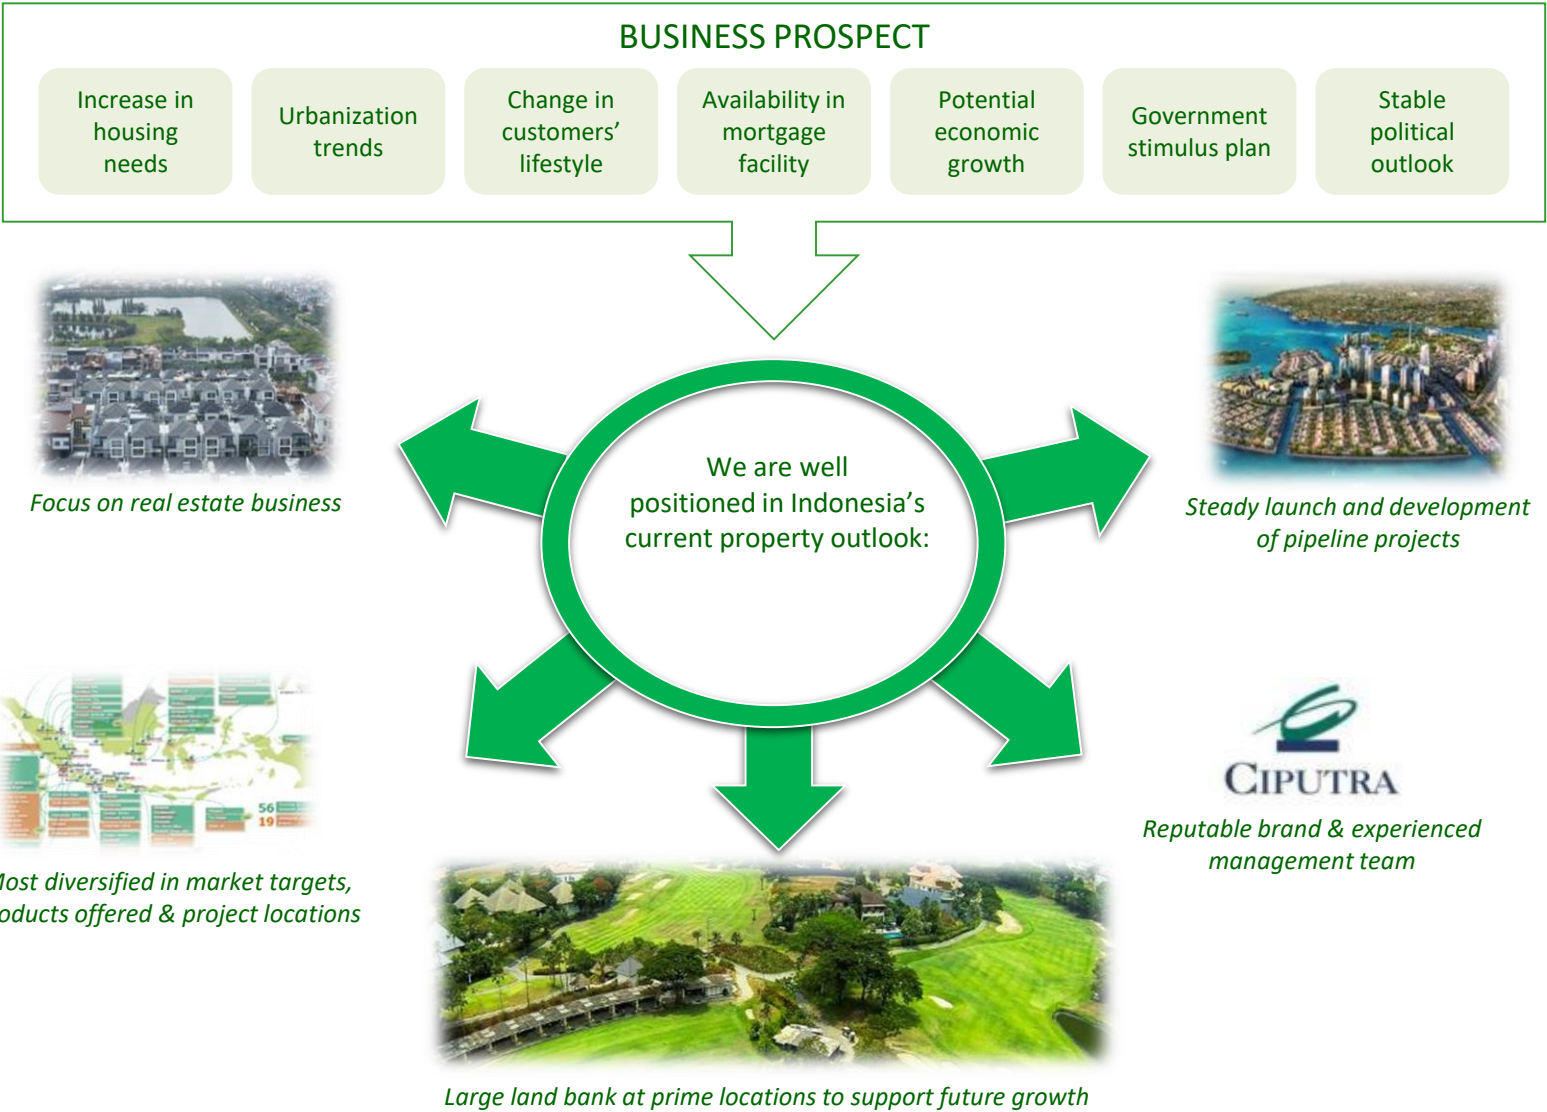 BUSINESS PROSPECT
Increase in
housing
needs
Urbanization
trends
Change in
customers’
lifestyle
Availability in
mortgage
facility
Potential
economic
growth
Government
stimulus plan
Stable
political
outlook
We are well
positioned in Indonesia’s
current property outlook:
Focus on real estate business
Steady launch and development
of pipeline projects
56
19
Most diversified in market targets,
oducts offered & project locations
CIPUTRA
Reputable brand & experienced
management team
Large land bank at prime locations to support future growth